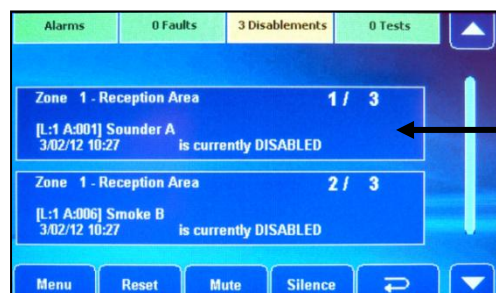 Alarms 0 Faults 3 Disablements 0 Tests
Zone 1 - Reception Area 1 / 3
[L:1 A:001] Sounder A
3/02/12 10:27 is currently DISABLED
Zone 1 - Reception Area 2 / 3
[L:1 A:006] Smoke B
3/02/12 10:27 is currently DISABLED
Menu Reset Mute Silence